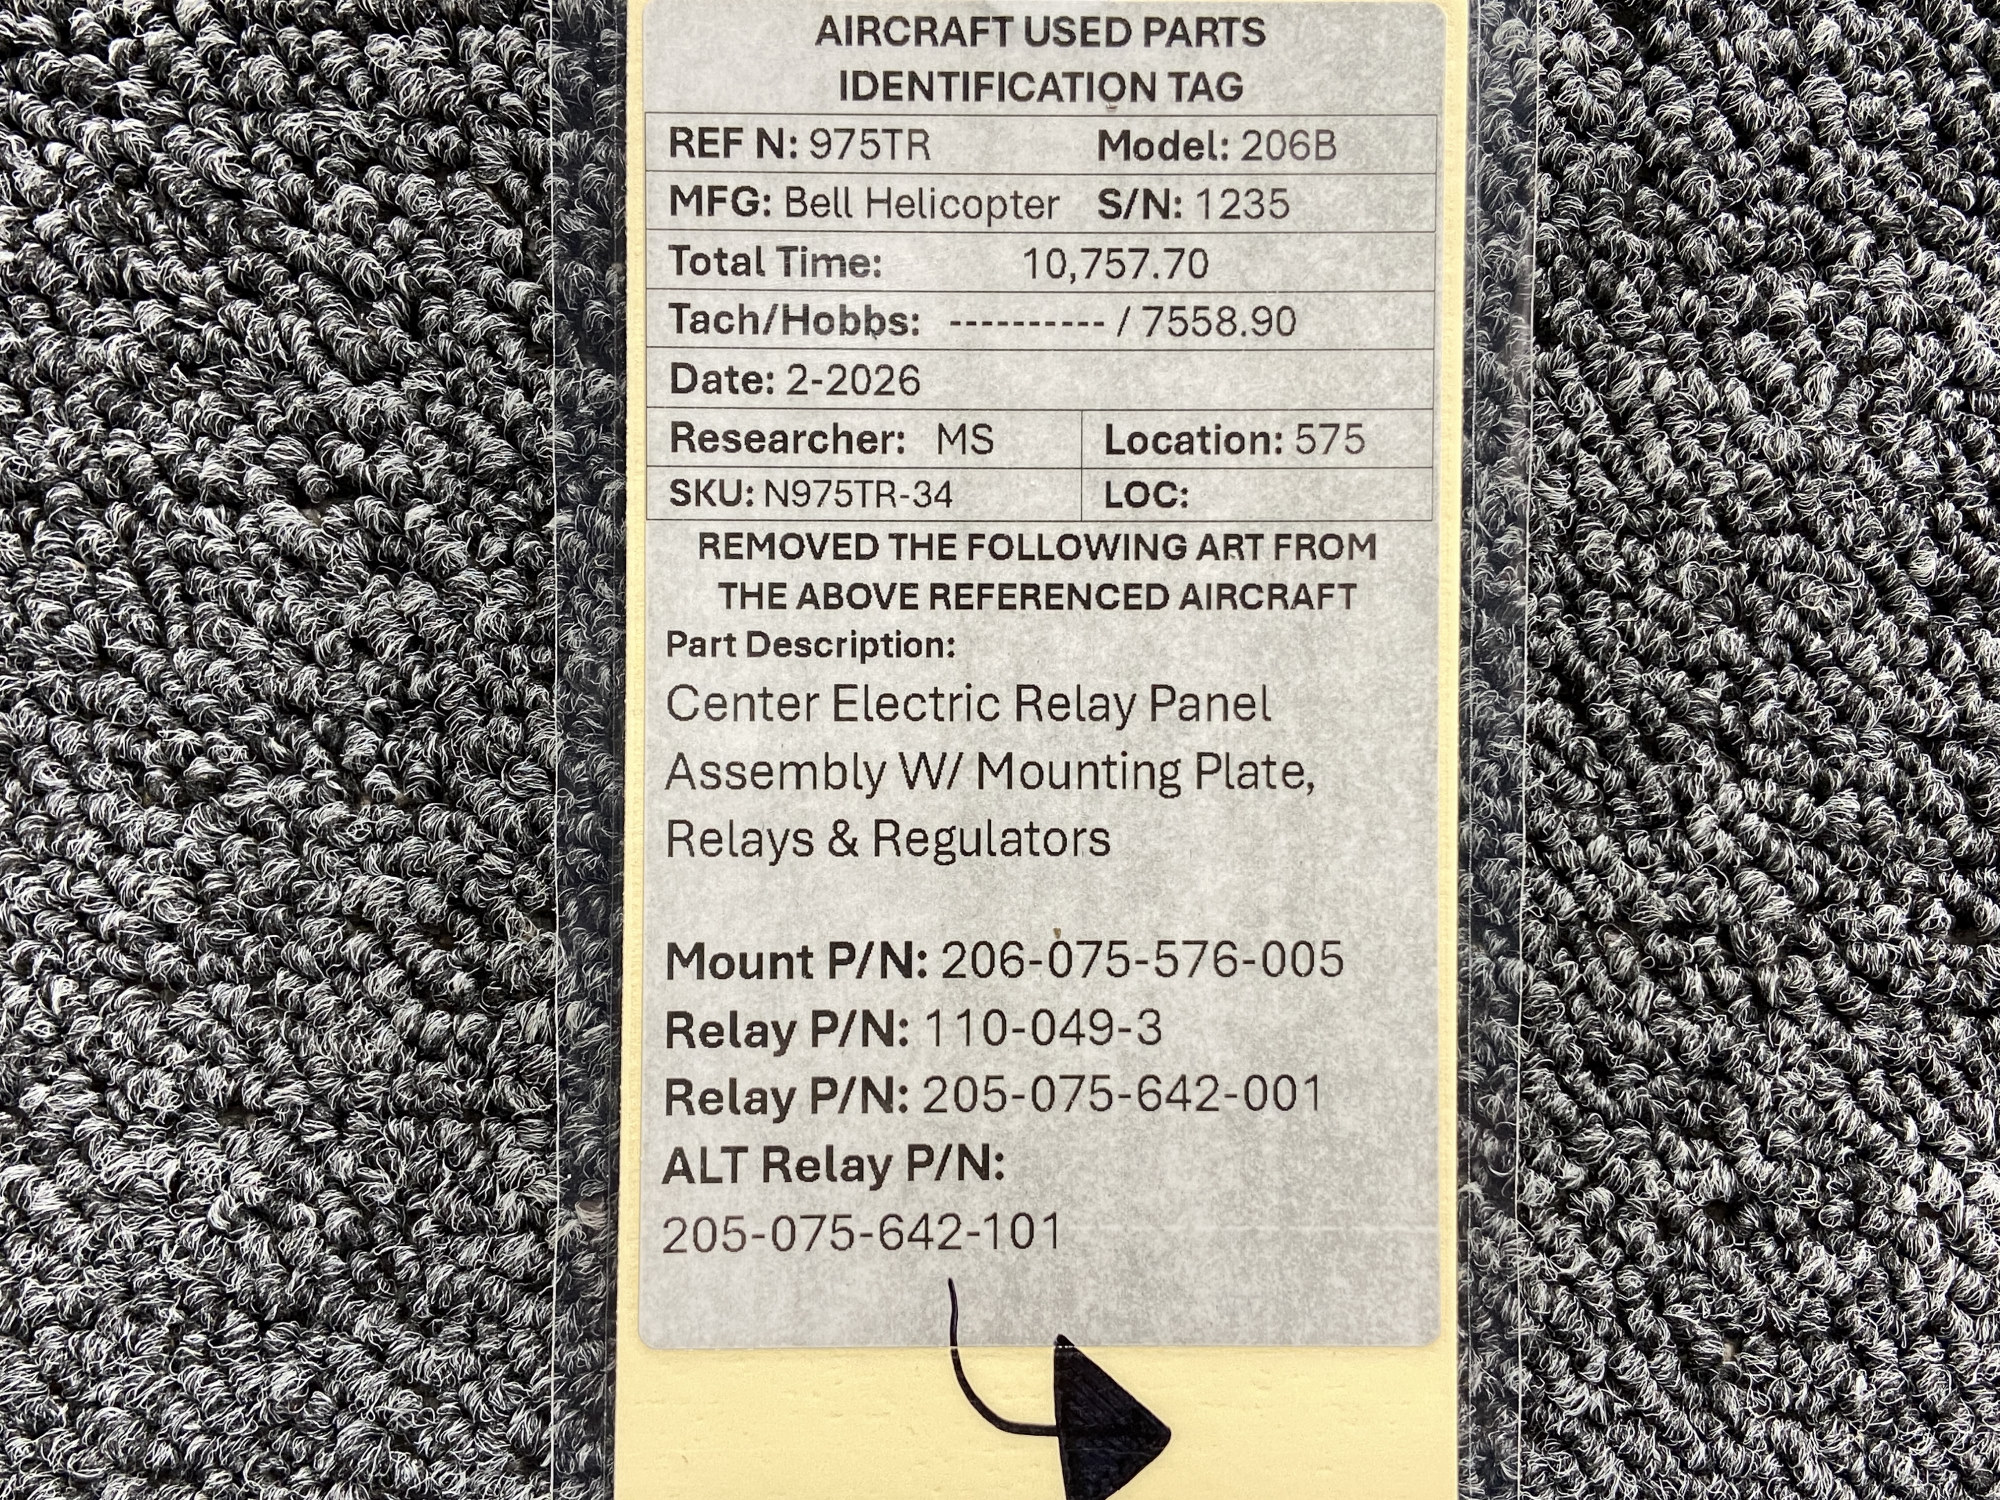 AIRCRAFT USED PARTS
IDENTIFICATION TAG
REF N: 975TR Model: 206B
MFG: Bell Helicopter S/N: 1235
Total Time: 10,757.70
Tach/Hobbs: ---------- / 7558.90
Date: 2-2026
Researcher: MS Location: 575
SKU: N975TR-34 LOC:
REMOVED THE FOLLOWING ART FROM
THE ABOVE REFERENCED AIRCRAFT
Part Description:
Center Electric Relay Panel
Assembly W/ Mounting Plate,
Relays & Regulators
Mount P/N: 206-075-576-005
Relay P/N: 110-049-3
Relay P/N: 205-075-642-001
ALT Relay P/N:
205-075-642-101